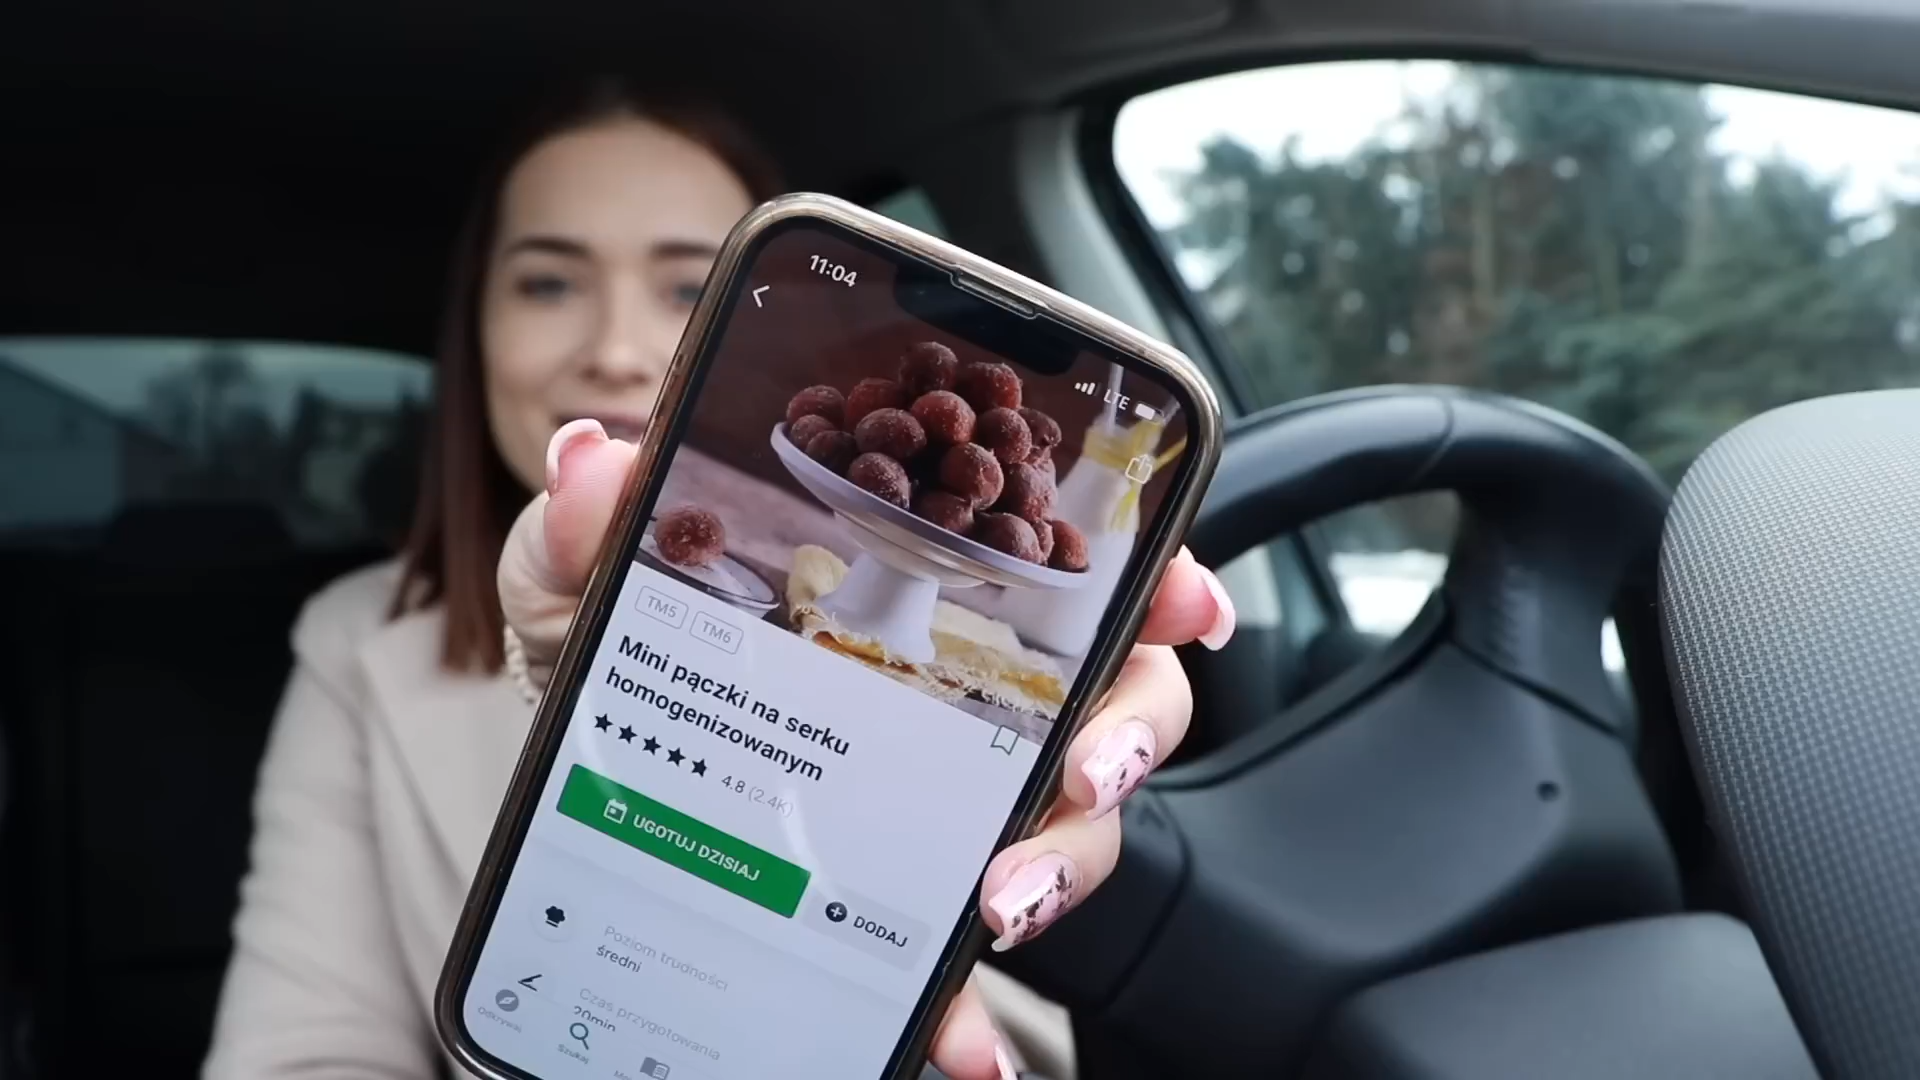 11:04
LTE
TM5 TM6
Mini pączki na serku
homogenizowanym
4.8 (2.4K)
UGOTUJ DZISIAJ
DODAJ
Poziom trudności
średni
Czas przygotowania
20min
Odkrywaj
Szukaj